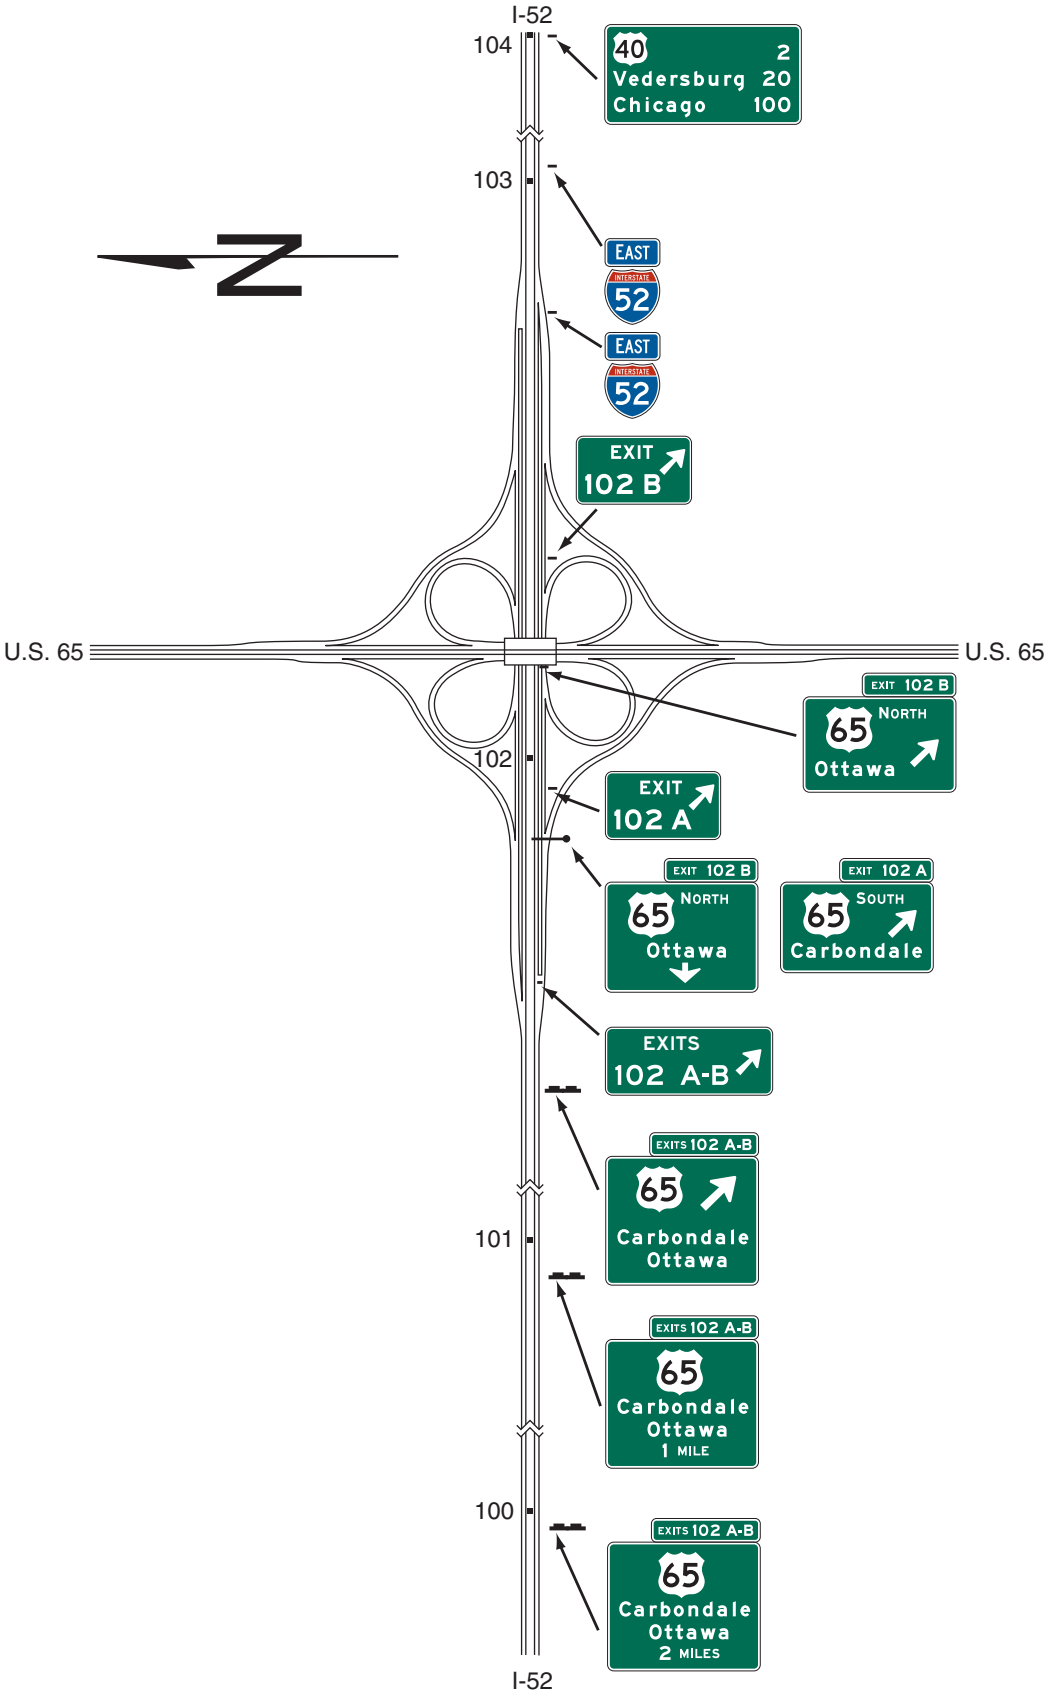 I-52
104
40 2
Vedersburg 20
Chicago 100
103
N
EAST
INTERSTATE
52
EAST
INTERSTATE
52
EXIT
102 B
U.S. 65
U.S. 65
EXIT 102 B
65 NORTH
Ottawa
102
EXIT
102 A
EXIT 102 B
65 NORTH
Ottawa
EXIT 102 A
65 SOUTH
Carbondale
EXITS
102 A-B
EXITS 102 A-B
65
Carbondale
Ottawa
101
EXITS 102 A-B
65
Carbondale
Ottawa
1 MILE
100
EXITS 102 A-B
65
Carbondale
Ottawa
2 MILES
I-52